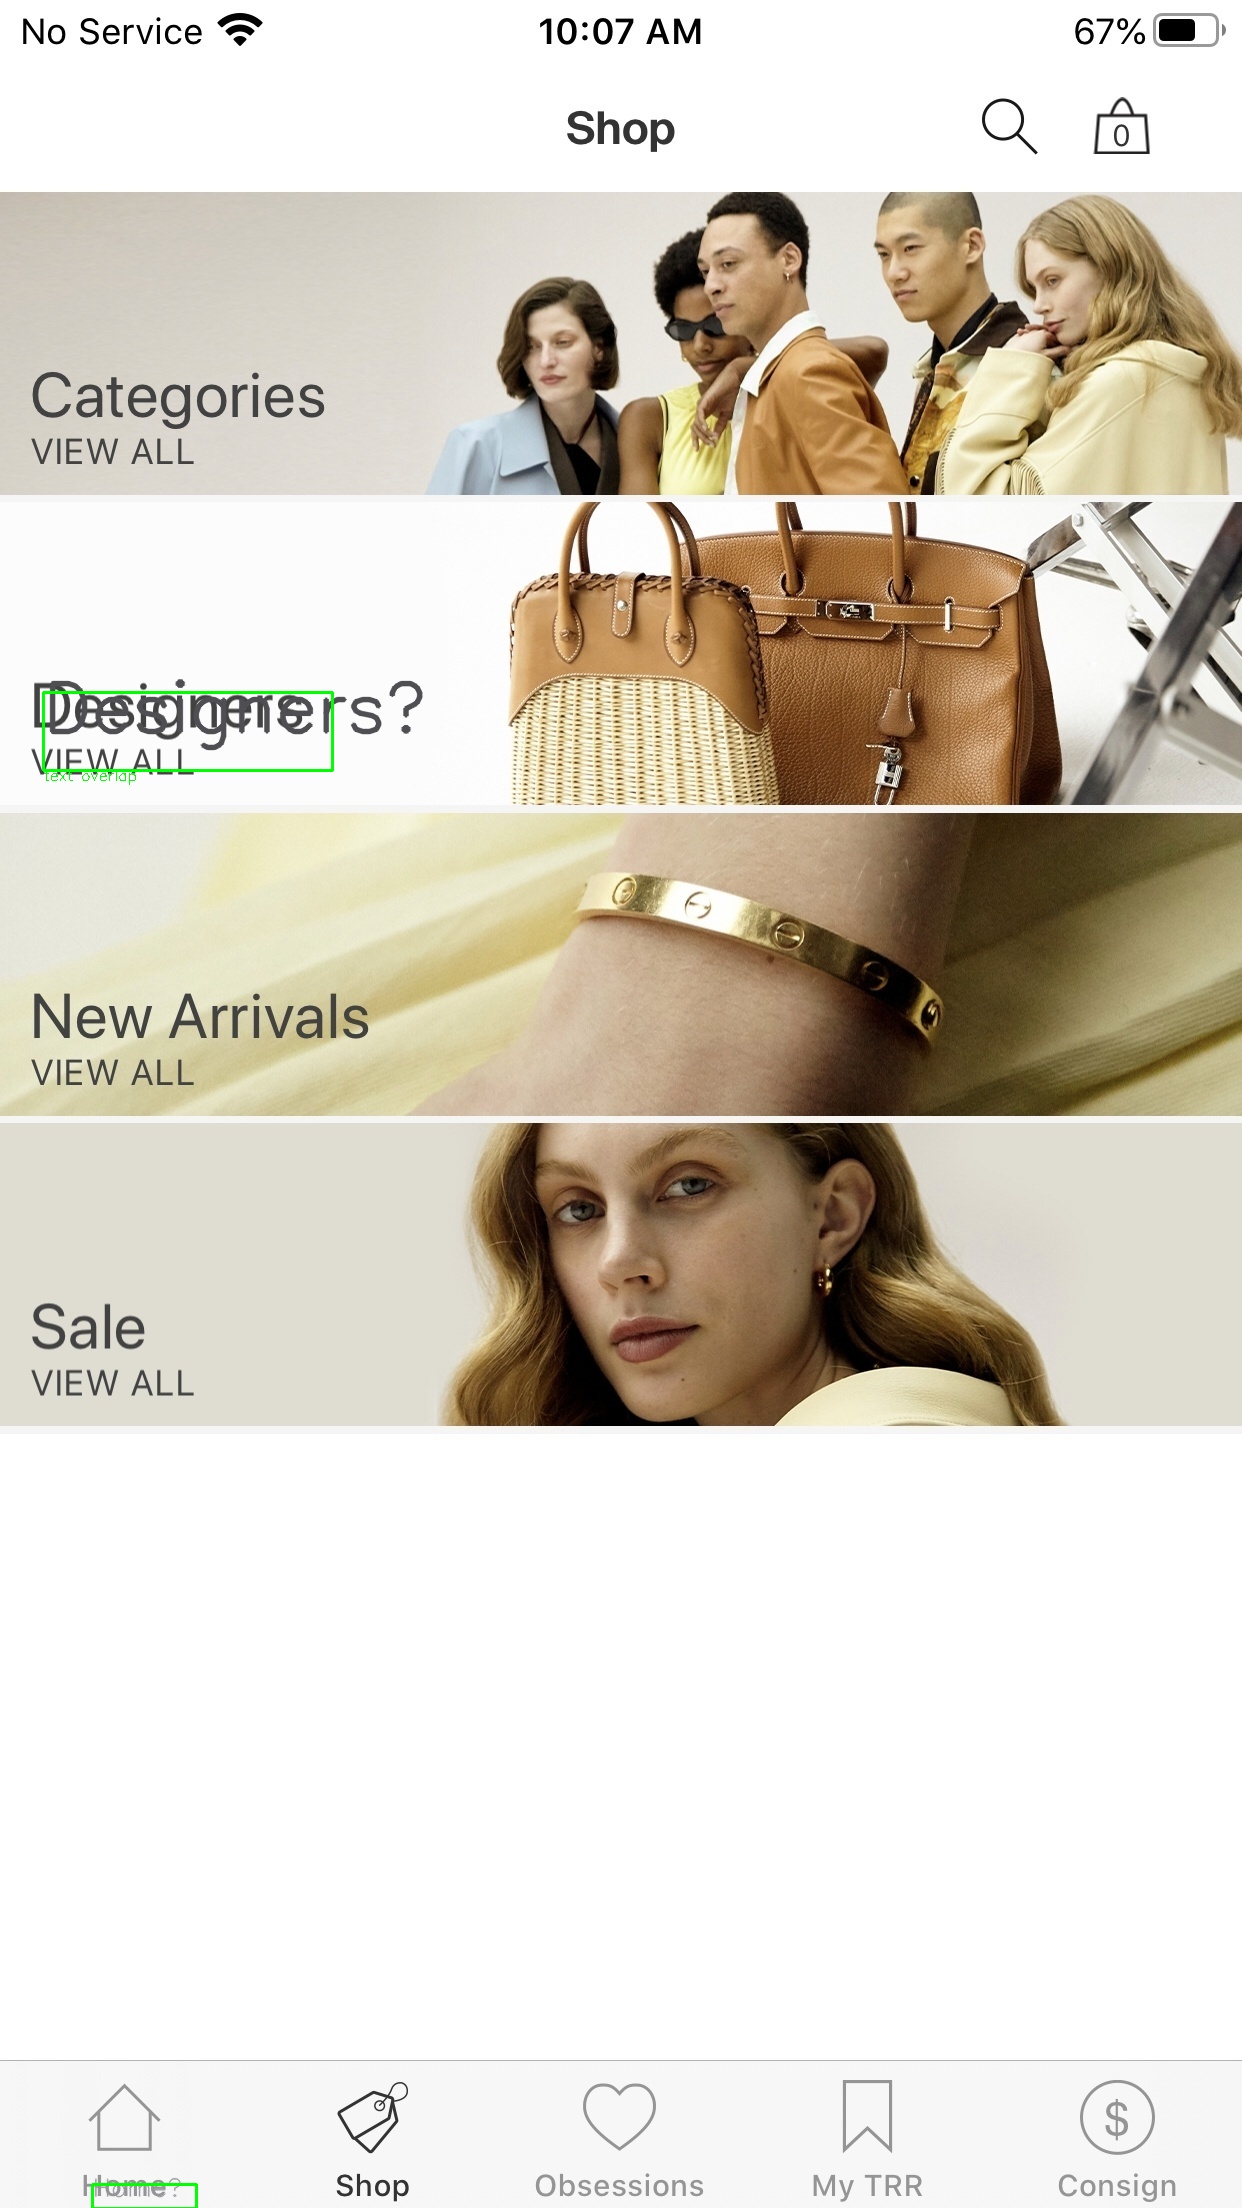 No Service 10:07 AM 67%
Shop 0
Categories
VIEW ALL
Designers
Designers?
VIEW ALL
text overlap
New Arrivals
VIEW ALL
Sale
VIEW ALL
$
Home Shop Obsessions My TRR Consign
Home?